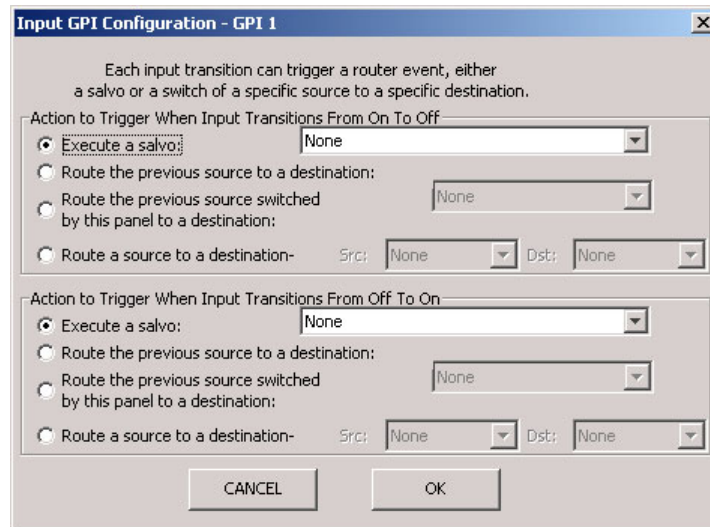 Input GPI Configuration - GPI 1
Each input transition can trigger a router event, either
a salvo or a switch of a specific source to a specific destination.
Action to Trigger When Input Transitions From On To Off
Execute a salvo: None
Route the previous source to a destination:
Route the previous source switched None
by this panel to a destination:
Route a source to a destination- Src: None Dst: None
Action to Trigger When Input Transitions From Off To On
Execute a salvo: None
Route the previous source to a destination:
Route the previous source switched None
by this panel to a destination:
Route a source to a destination- Src: None Dst: None
CANCEL OK